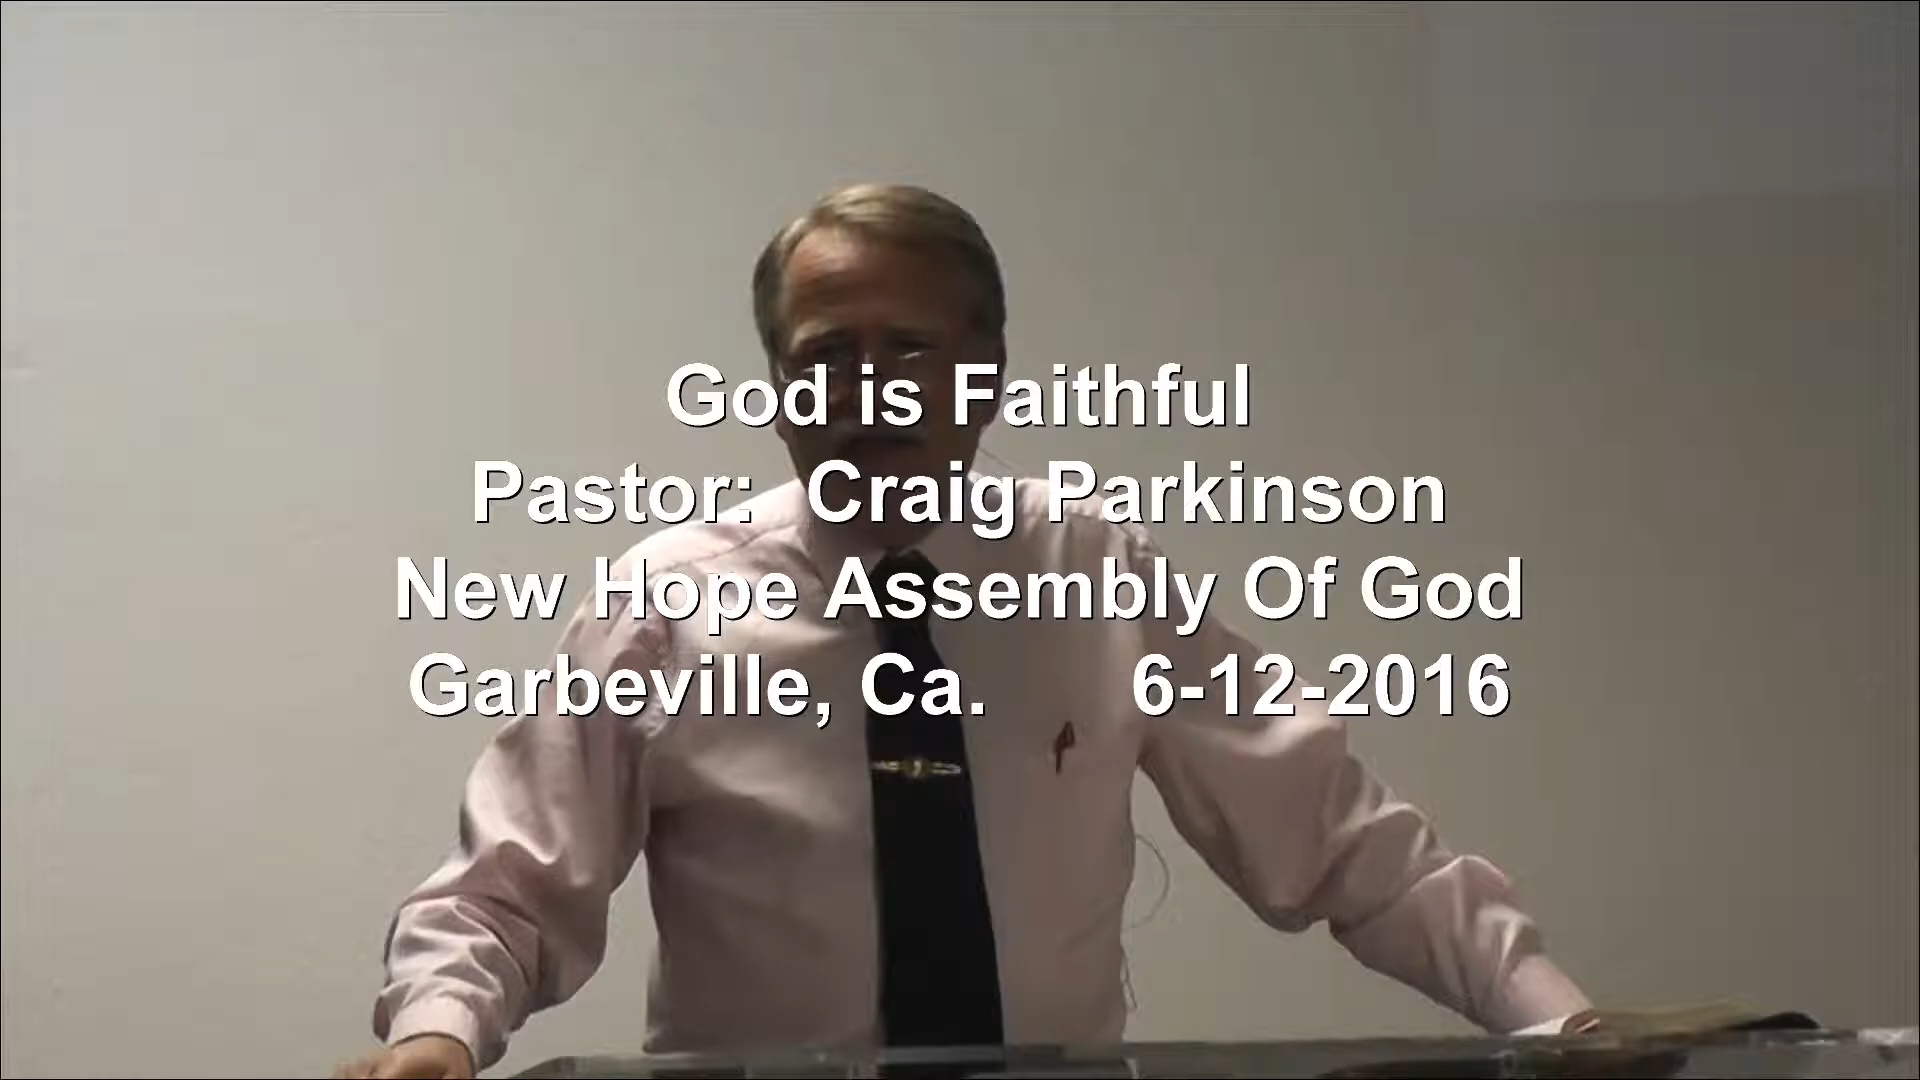 God is Faithful
Pastor:  Craig Parkinson
New Hope Assembly Of God
Garbeville, Ca.      6-12-2016